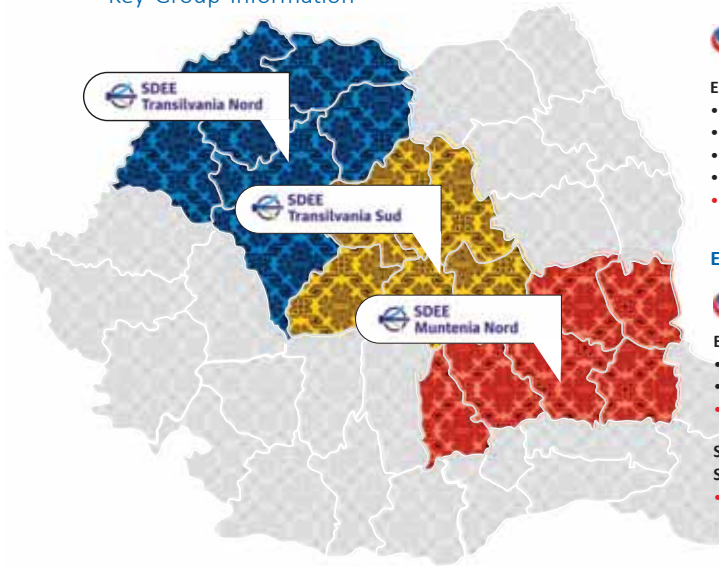 Key Group Information
SDEE
Transilvania Nord
SDEE
Transilvania Sud
SDEE
Muntenia Nord
E
•
•
•
•
•
E
E
•
•
•
S
S
•